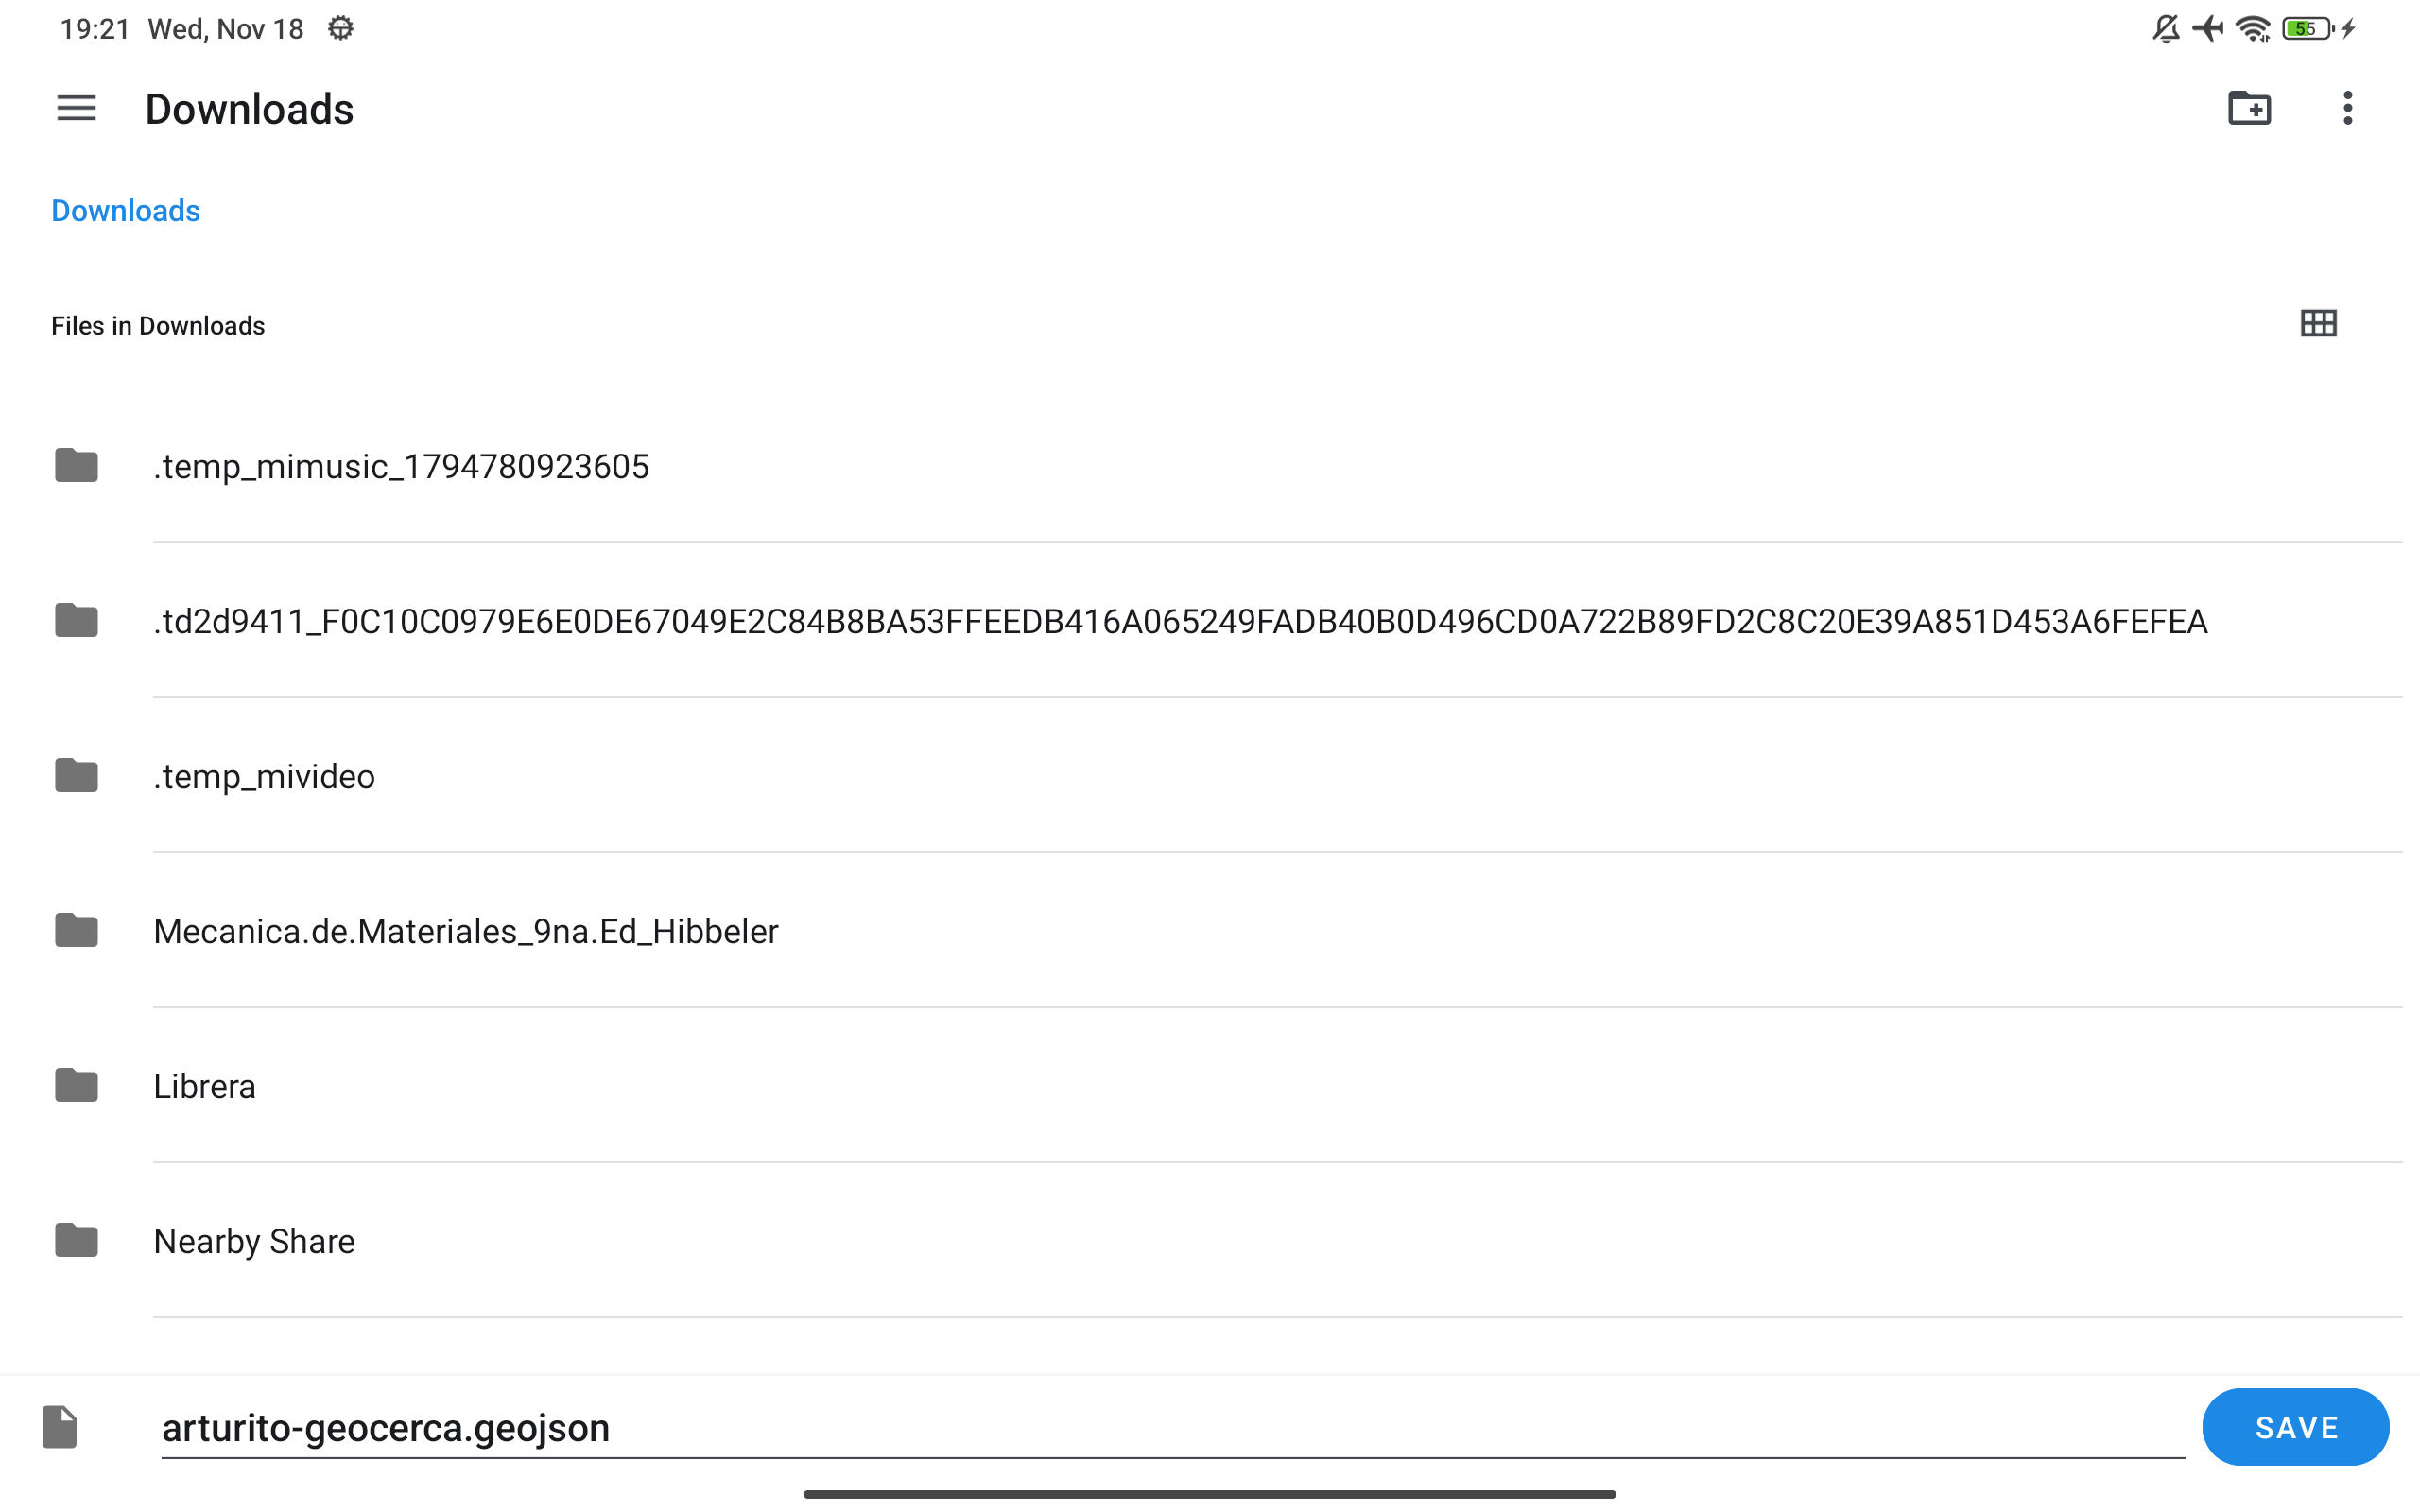 19:21 Wed, Nov 18
55
Downloads
Downloads
Files in Downloads
.temp_mimusic_1794780923605
.td2d9411_F0C10C0979E6E0DE67049E2C84B8BA53FFEEDB416A065249FADB40B0D496CD0A722B89FD2C8C20E39A851D453A6FEFEA
.temp_mivideo
Mecanica.de.Materiales_9na.Ed_Hibbeler
Librera
Nearby Share
arturito-geocerca.geojson
SAVE